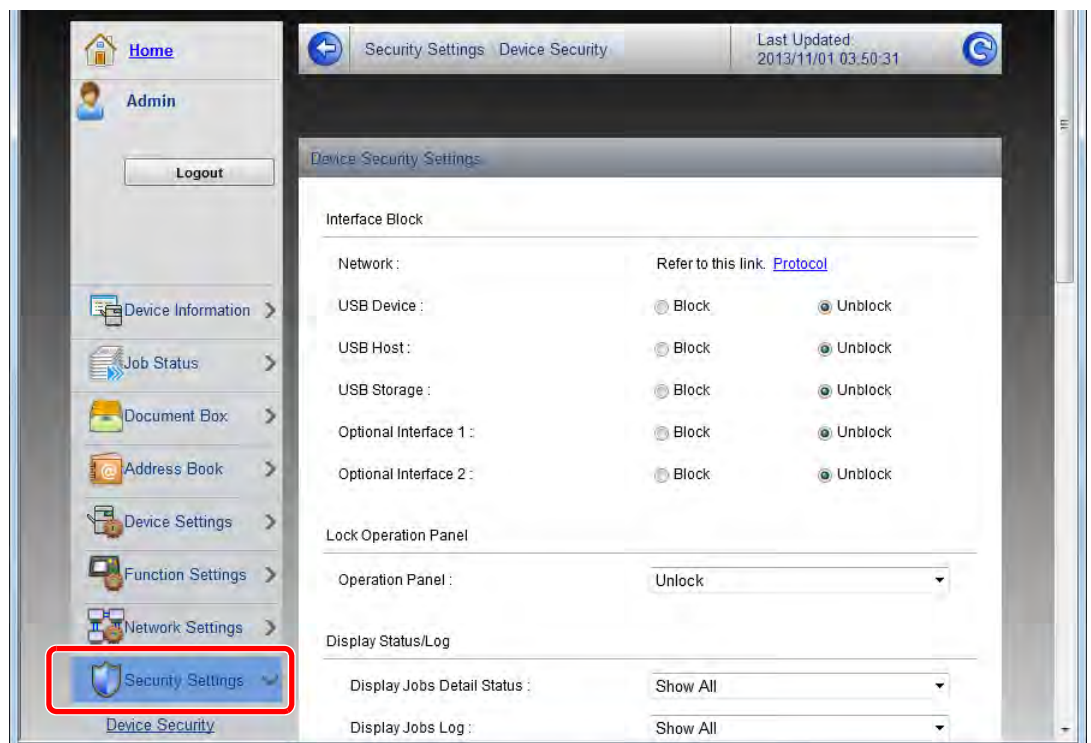 Home
Admin
Logout
Device Information
Job Status
Document Box
Address Book
Device Settings
Function Settings
Network Settings
Security Settings
Device Security
Security Settings Device Security
Last Updated:
2013/11/01 03:50:31
Device Security Settings
Interface Block
Network : Refer to this link. Protocol
USB Device : Block Unblock
USB Host : Block Unblock
USB Storage : Block Unblock
Optional Interface 1 : Block Unblock
Optional Interface 2 : Block Unblock
Lock Operation Panel
Operation Panel : Unlock
Display Status/Log
Display Jobs Detail Status : Show All
Display Jobs Log : Show All